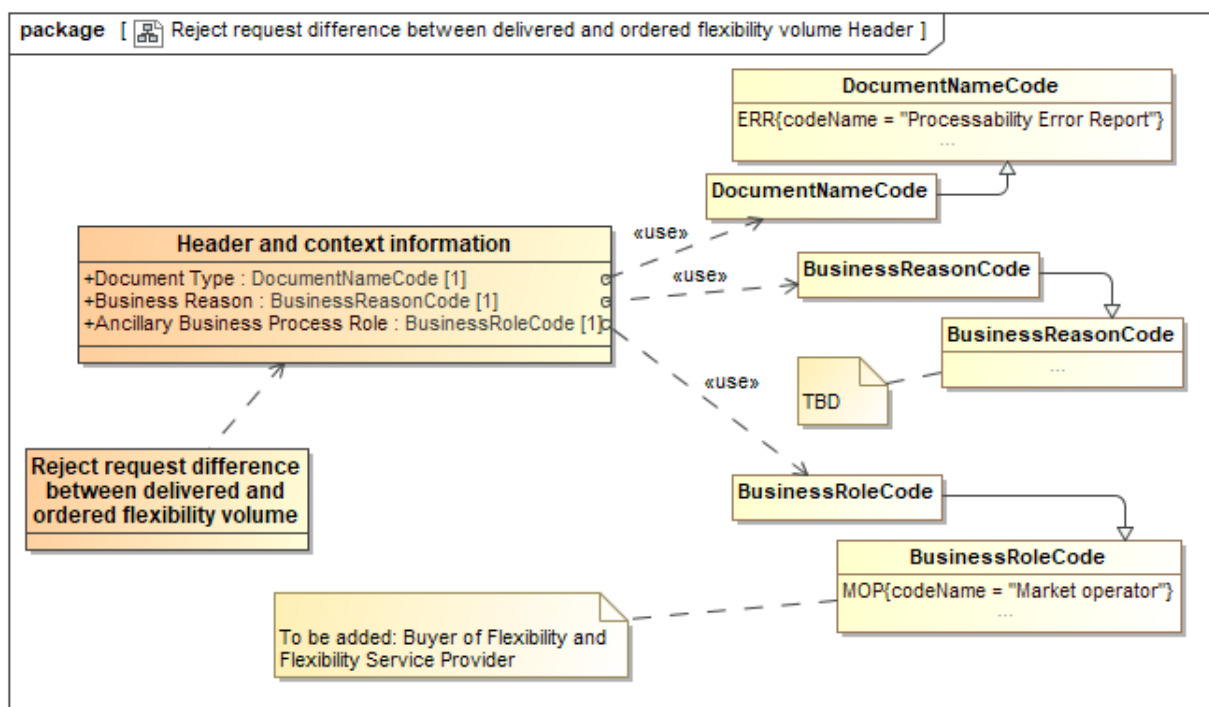 package [ Reject request difference between delivered and ordered flexibility volume Header ]
DocumentNameCode
ERR{codeName = "Processability Error Report"}
...
DocumentNameCode
«use»
Header and context information
+Document Type : DocumentNameCode [1]
+Business Reason : BusinessReasonCode [1]
+Ancillary Business Process Role : BusinessRoleCode [1]
«use»
BusinessReasonCode
BusinessReasonCode
...
TBD
«use»
Reject request difference
between delivered and
ordered flexibility volume
BusinessRoleCode
BusinessRoleCode
MOP{codeName = "Market operator"}
...
To be added: Buyer of Flexibility and
Flexibility Service Provider